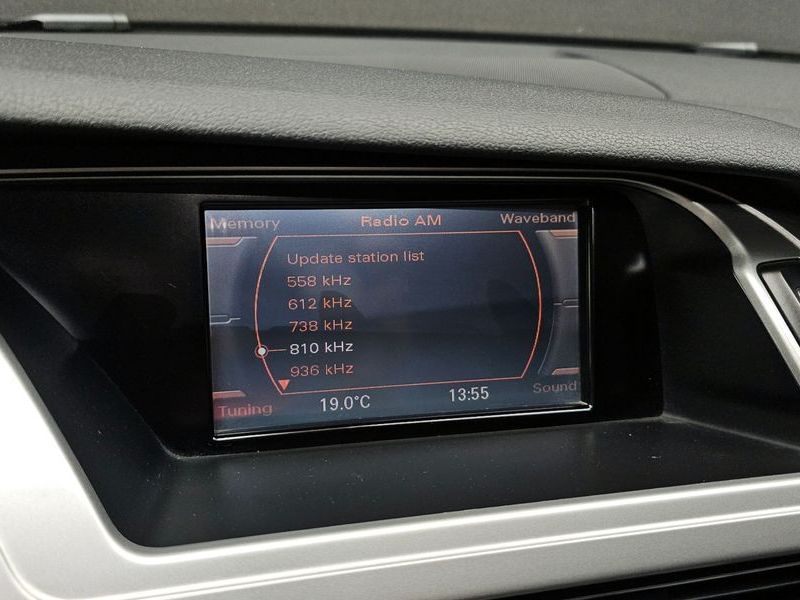 Memory Radio AM Waveband
Update station list
558 kHz
612 kHz
738 kHz
810 kHz
936 kHz
Tuning 19.0°C 13:55 Sound